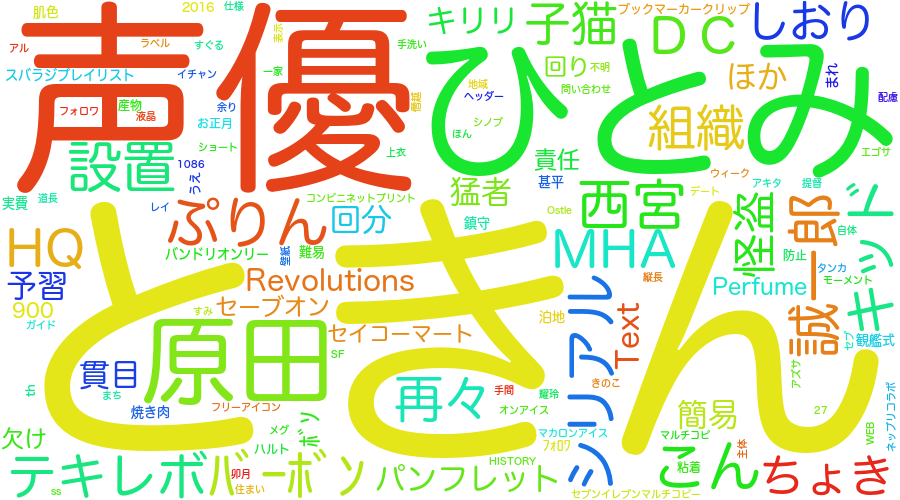 肌色
2016
仕様
アル
ラベル
すぐる
表示
手洗い
スバラジプレイリスト
イチャン
一家
声優
フォロワ
産物
液晶
余り
お正月
ショート
僭越
上衣
キリリ
子猫
ブックマーカークリップ
DC
しおり
回り
不明
ほか
まれ
地域
ヘッダー
問い合わせ
配慮
ひとみ
シノブ
ほん
組織
エゴサ
設置
1086
うえ
責任
ウィーク
アキタ
提督
実費
道長
レイ
コンビニネットプリント
猛者
甚平
西宮
デート
ぷりん
回分
鎮守
Ostle
怪盗
一郎
キッド
自体
HQ
バンドリオンリー
壁紙
難易
MHA
防止
タンカ
モーメント
予習
Revolutions
縦長
Perfume
900
すみ
セーブオン
泊地
シリアル
Text
誠
セブ
観艦式
ガイド
セイコーマート
SF
ときん
原田
貫目
th
まち
再々
手間
耀玲
きのこ
アズサ
ネップリコラボ
焼き肉
フリーアイコン
オンアイス
簡易
27
欠け
メグ
ボツ
マカロンアイス
フォロワ
マルチコピ
WEB
ハルト
HISTORY
こん
粘着
主体
ちょき
テキレボ
バーボン
卯月
住まい
パンフレット
ss
セブンイレブンマルチコピー